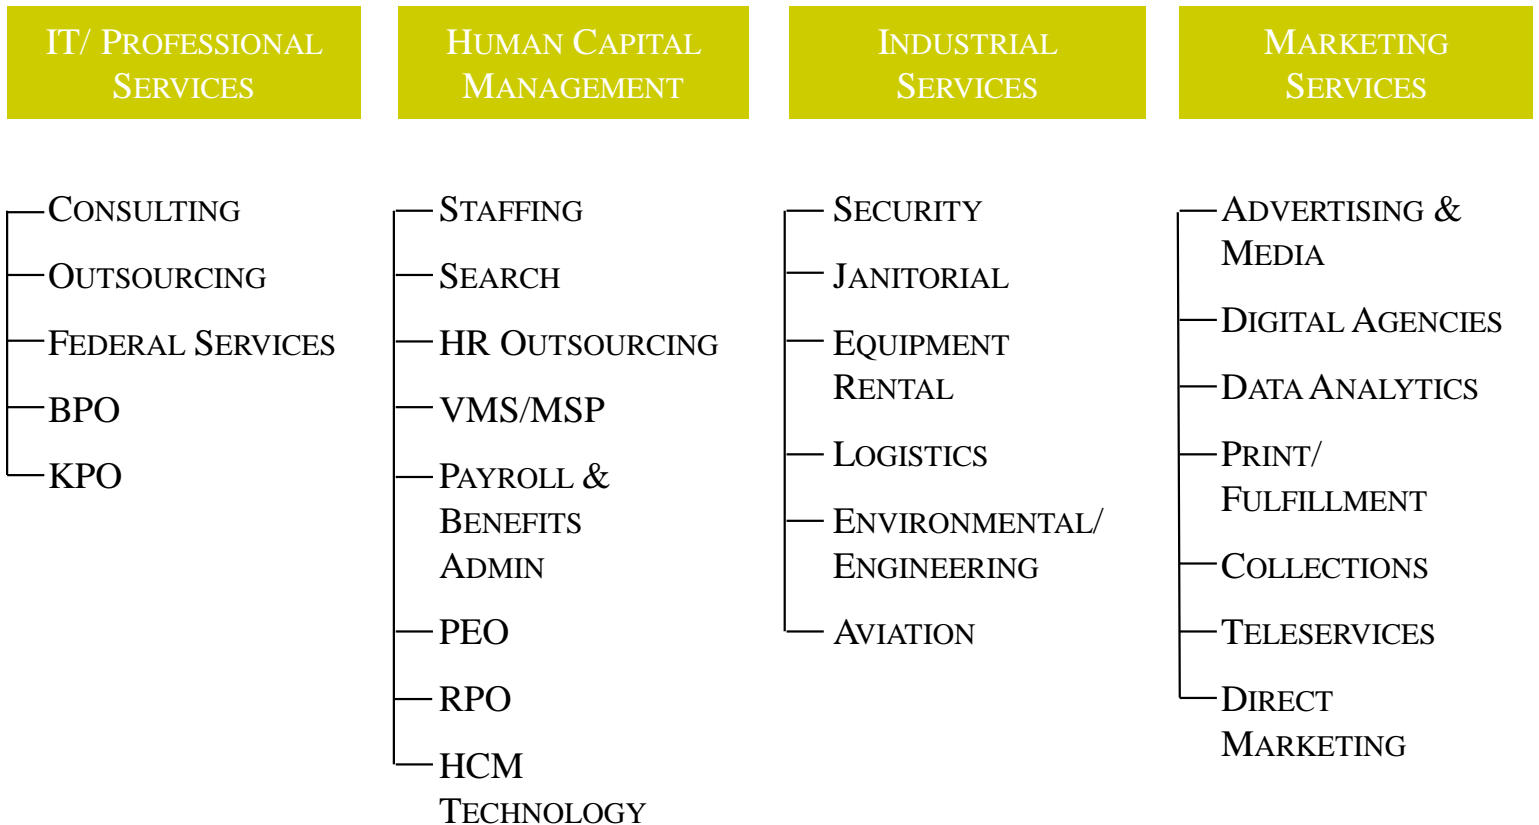 IT/ PROFESSIONAL
SERVICES
CONSULTING
OUTSOURCING
FEDERAL SERVICES
BPO
KPO
HUMAN CAPITAL
MANAGEMENT
STAFFING
SEARCH
HR OUTSOURCING
VMS/MSP
PAYROLL &
BENEFITS
ADMIN
PEO
RPO
HCM
TECHNOLOGY
INDUSTRIAL
SERVICES
SECURITY
JANITORIAL
EQUIPMENT
RENTAL
LOGISTICS
ENVIRONMENTAL/
ENGINEERING
AVIATION
MARKETING
SERVICES
ADVERTISING &
MEDIA
DIGITAL AGENCIES
DATA ANALYTICS
PRINT/
FULFILLMENT
COLLECTIONS
TELESERVICES
DIRECT
MARKETING